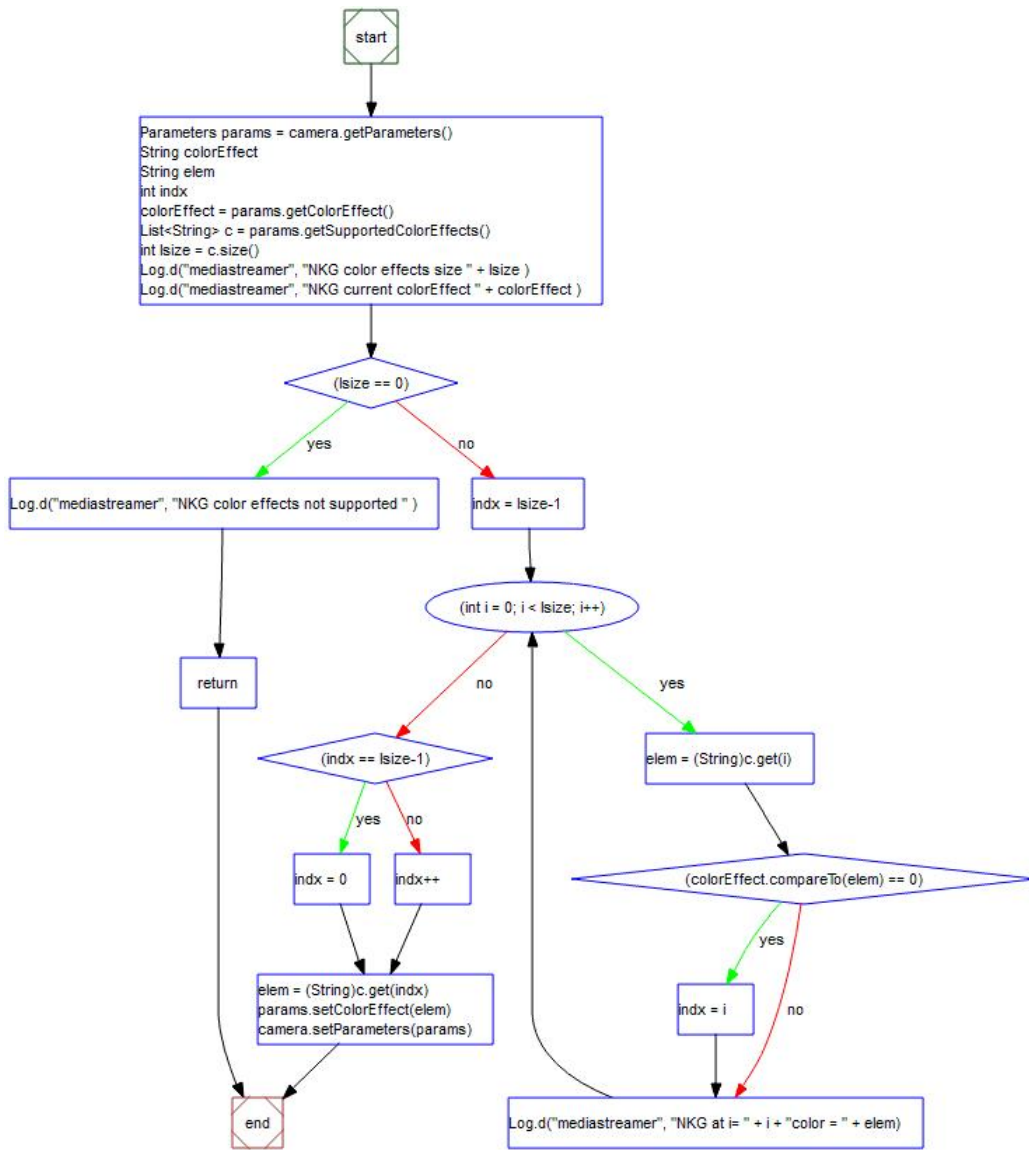 start
Parameters params = camera.getParameters()
String colorEffect
String elem
int indx
colorEffect = params.getColorEffect()
List<String> c = params.getSupportedColorEffects()
int lsize = c.size()
Log.d("mediastreamer", "NKG color effects size " + lsize )
Log.d("mediastreamer", "NKG current colorEffect " + colorEffect )
(lsize == 0)
yes
no
Log.d("mediastreamer", "NKG color effects not supported " )
indx = lsize-1
(int i = 0; i < lsize; i++)
return
no
yes
(indx == lsize-1)
elem = (String)c.get(i)
yes
no
indx = 0
indx++
(colorEffect.compareTo(elem) == 0)
yes
no
elem = (String)c.get(indx)
params.setColorEffect(elem)
camera.setParameters(params)
indx = i
end
Log.d("mediastreamer", "NKG at i= " + i + "color = " + elem)